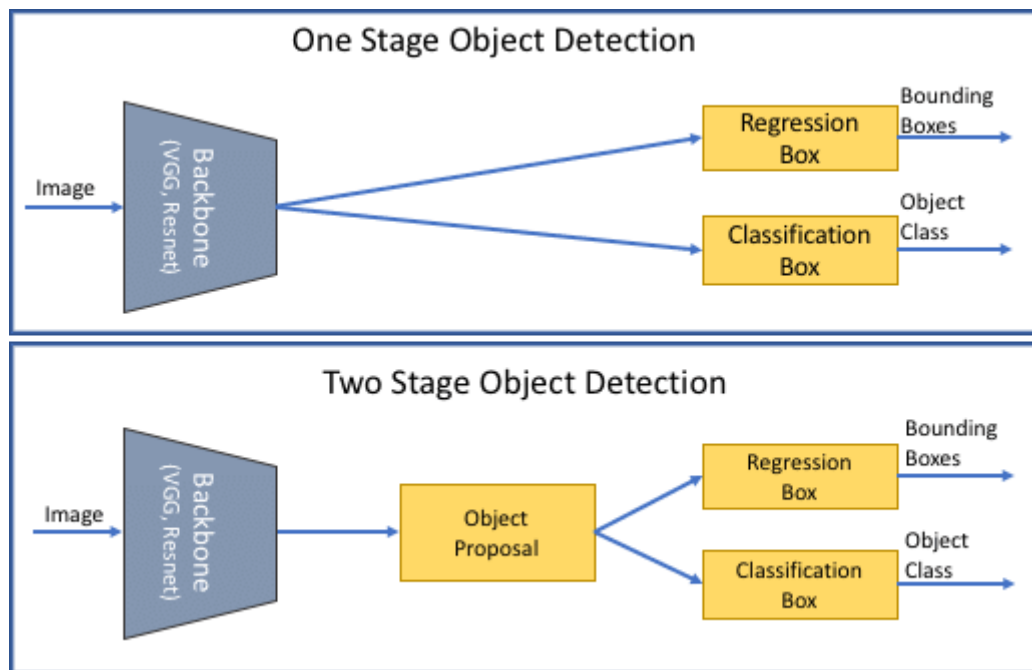 One Stage Object Detection
Image
Backbone
(VGG, Resnet)
Regression
Box
Bounding
Boxes
Classification
Box
Object
Class
Two Stage Object Detection
Image
Backbone
(VGG, Resnet)
Object
Proposal
Regression
Box
Bounding
Boxes
Classification
Box
Object
Class